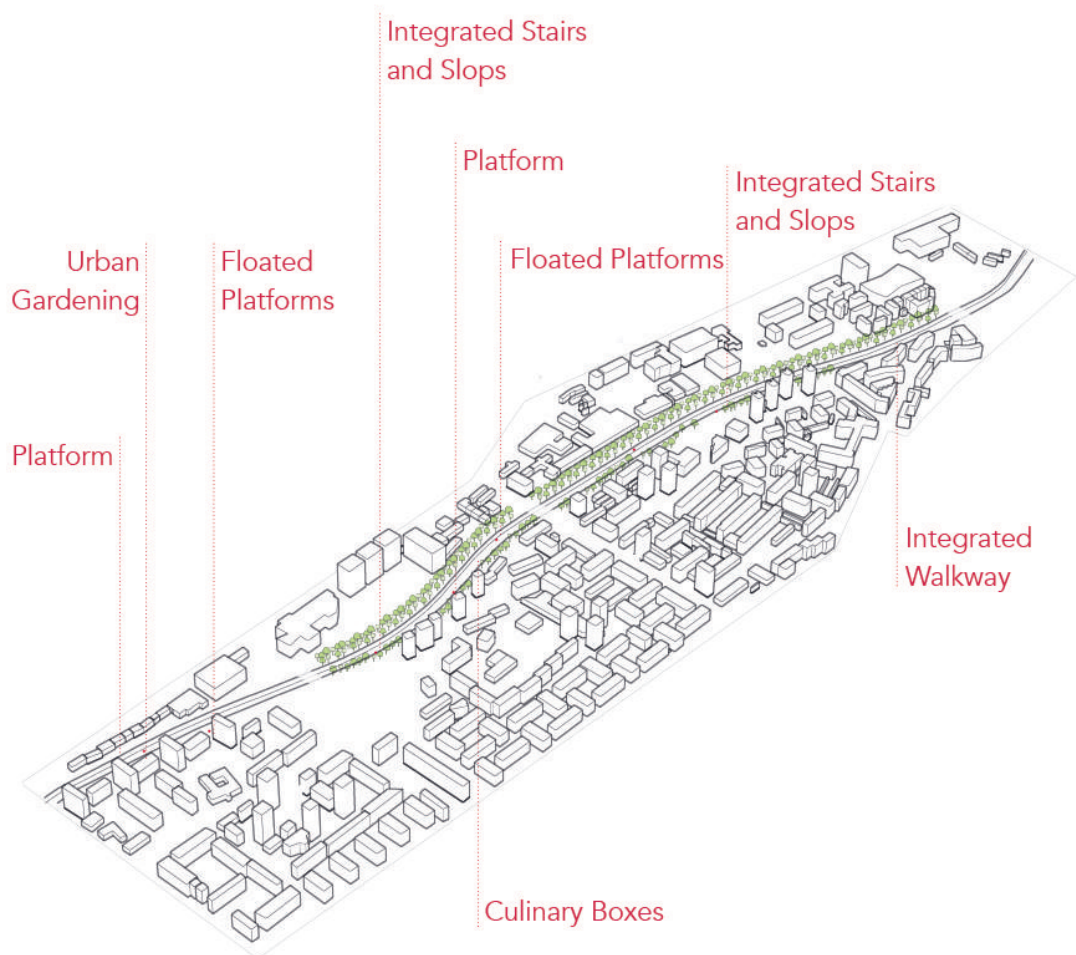 Integrated Stairs
and Slops
Platform
Integrated Stairs
and Slops
Urban
Gardening
Floated
Platforms
Floated Platforms
Platform
Integrated
Walkway
Culinary Boxes